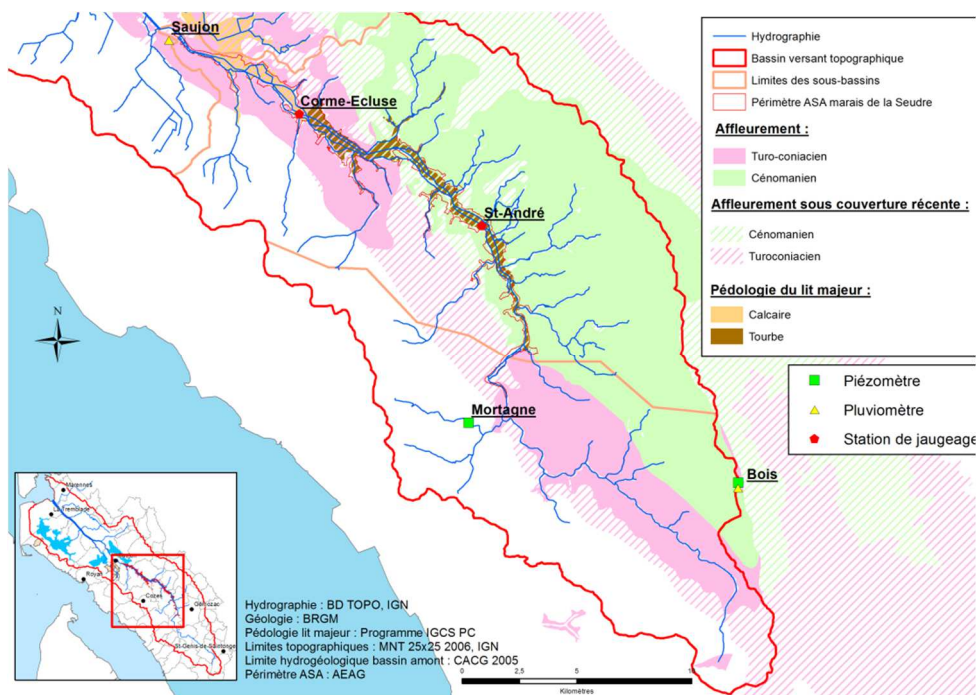 Saujon
Corme-Ecluse
St-André
Mortagne
Bois
N
Hydrographie
Bassin versant topographique
Limites des sous-bassins
Périmètre ASA marais de la Seudre
Affleurement :
Turo-coniacien
Cénomanien
Affleurement sous couverture récente :
Cénomanien
Turoconiacien
Pédologie du lit majeur :
Calcaire
Tourbe
Piézomètre
Pluviomètre
Station de jaugeage
Marennes
La Tremblade
Royan
Cozes
Gémozac
St-Genis-de-Saintonge
Hydrographie : BD TOPO, IGN
Géologie : BRGM
Pédologie lit majeur : Programme IGCS PC
Limites topographiques : MNT 25x25 2006, IGN
Limite hydrogéologique bassin amont : CACG 2005
Périmètre ASA : AEAG
0 2,5 5 10
Kilomètres